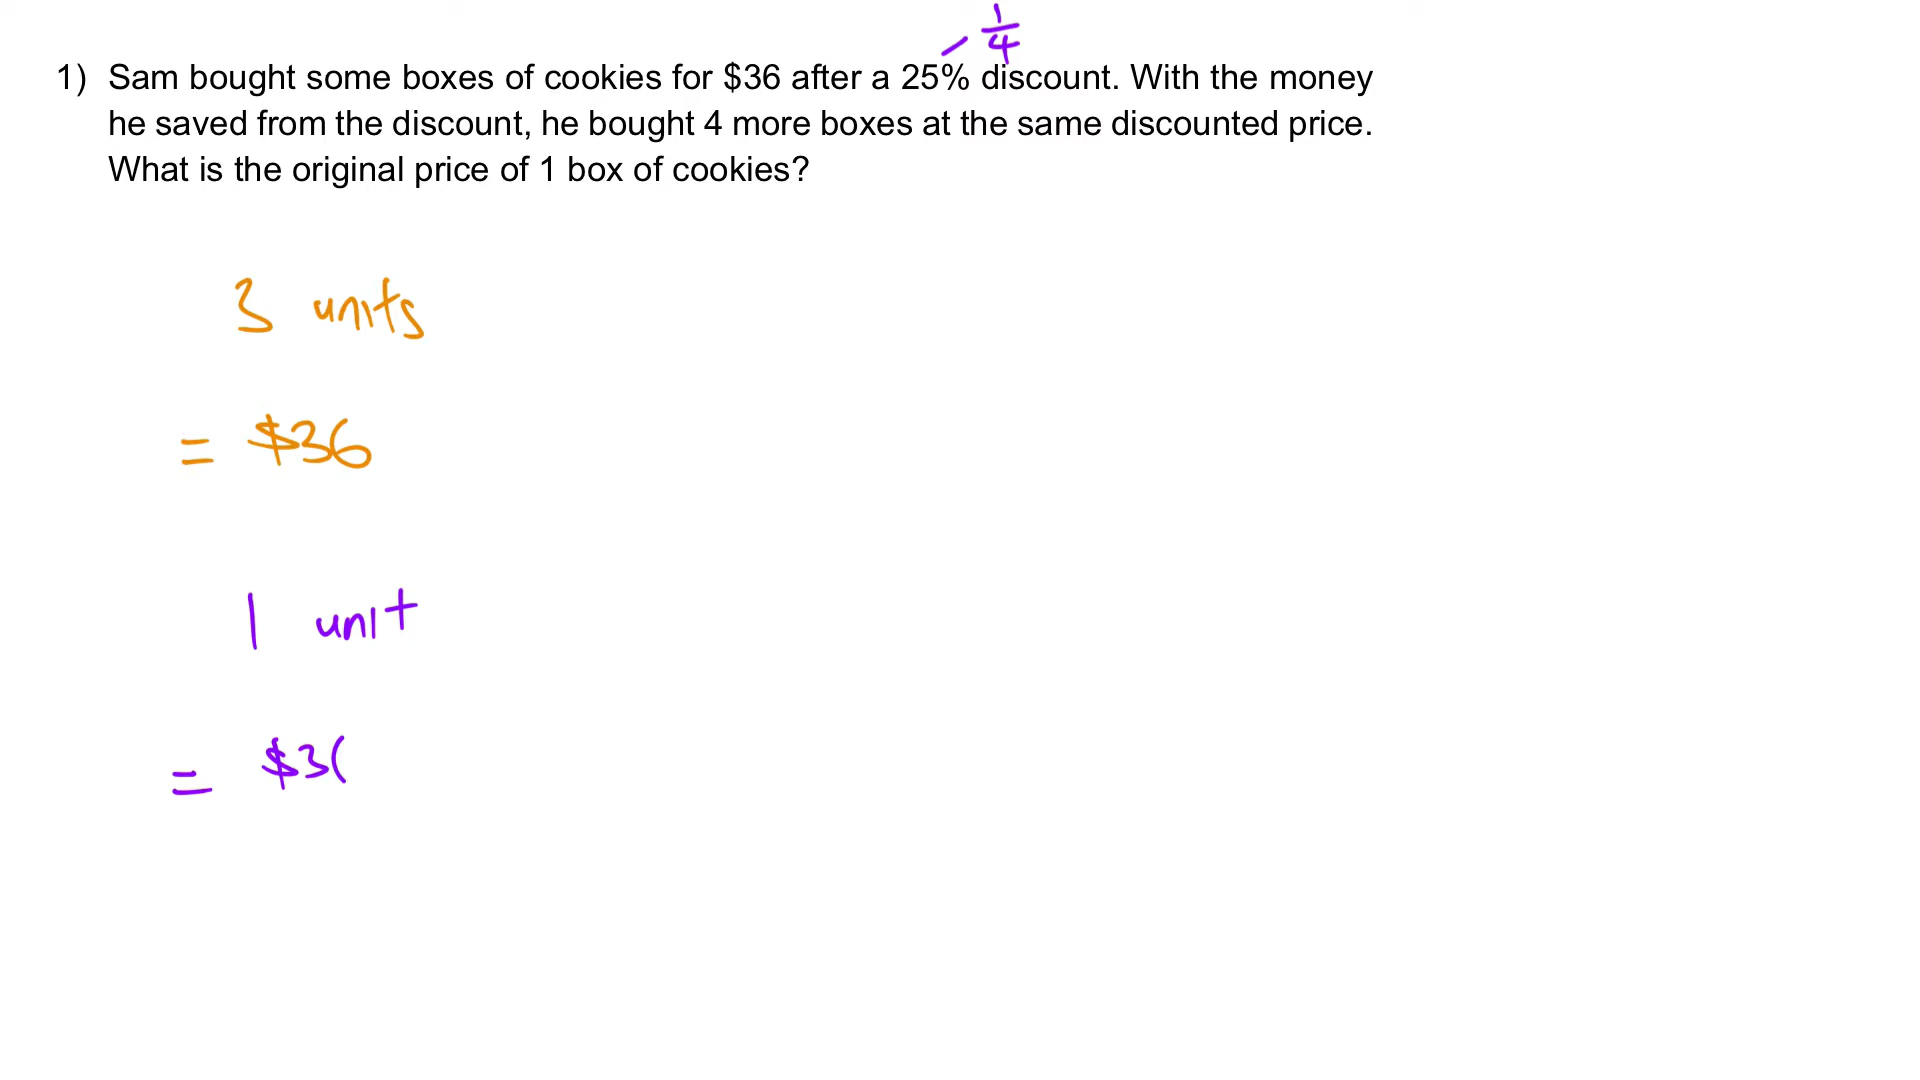 1/4
1) Sam bought some boxes of cookies for $36 after a 25% discount. With the money
he saved from the discount, he bought 4 more boxes at the same discounted price.
What is the original price of 1 box of cookies?
3 units
= $36
1 unit
= $3(